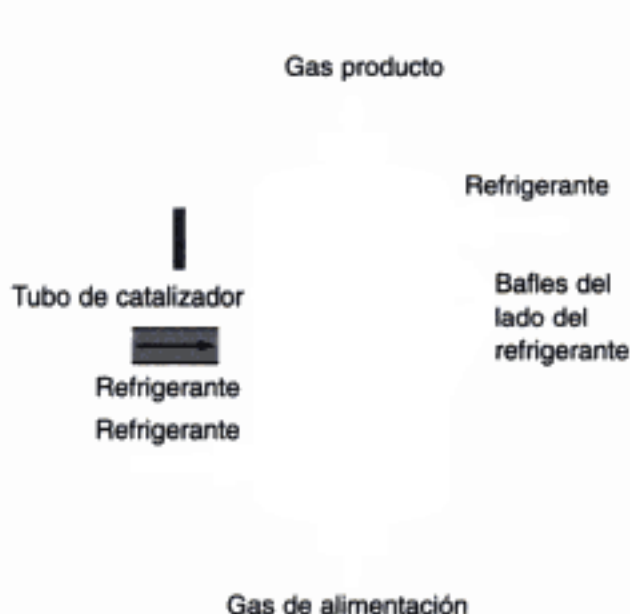 Gas producto
Refrigerante
Tubo de catalizador
Bafles del
lado del
refrigerante
Refrigerante
Refrigerante
Gas de alimentación